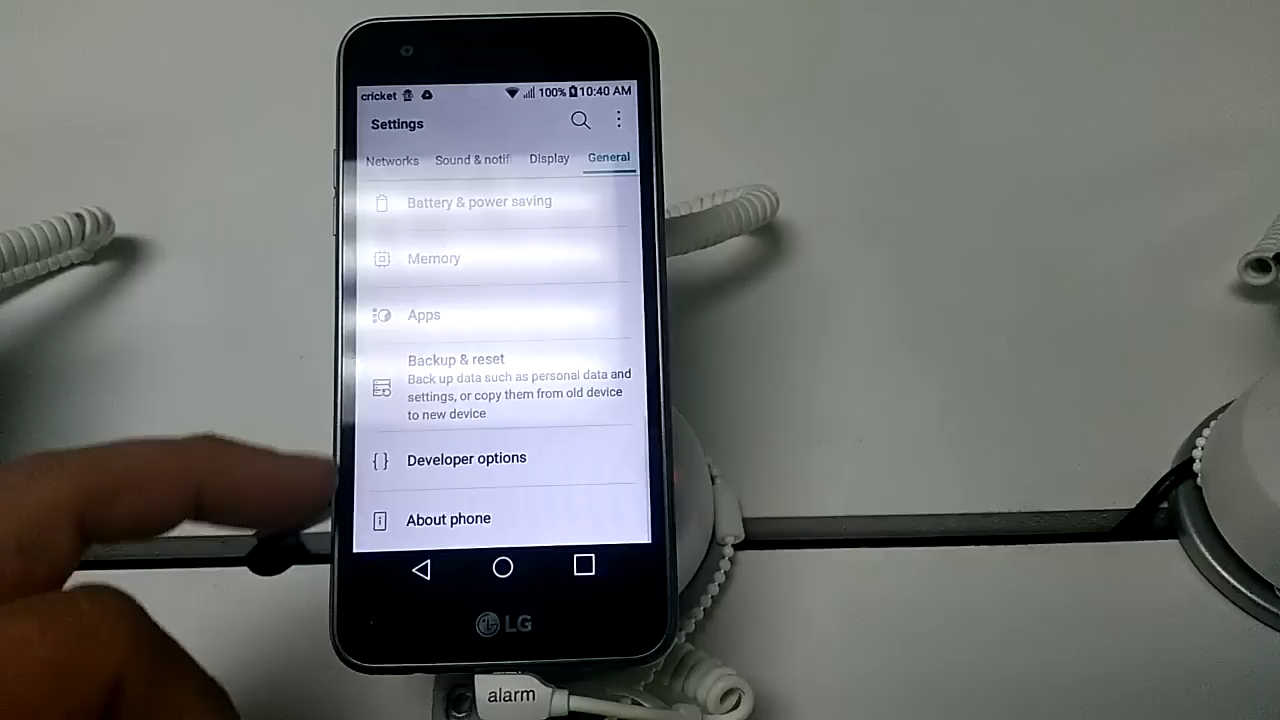 cricket 100% 10:40 AM
Settings
Networks Sound & notif Display General
Battery & power saving
Memory
Apps
Backup & reset
Back up data such as personal data and
settings, or copy them from old device
to new device
{ } Developer options
About phone
LG
alarm